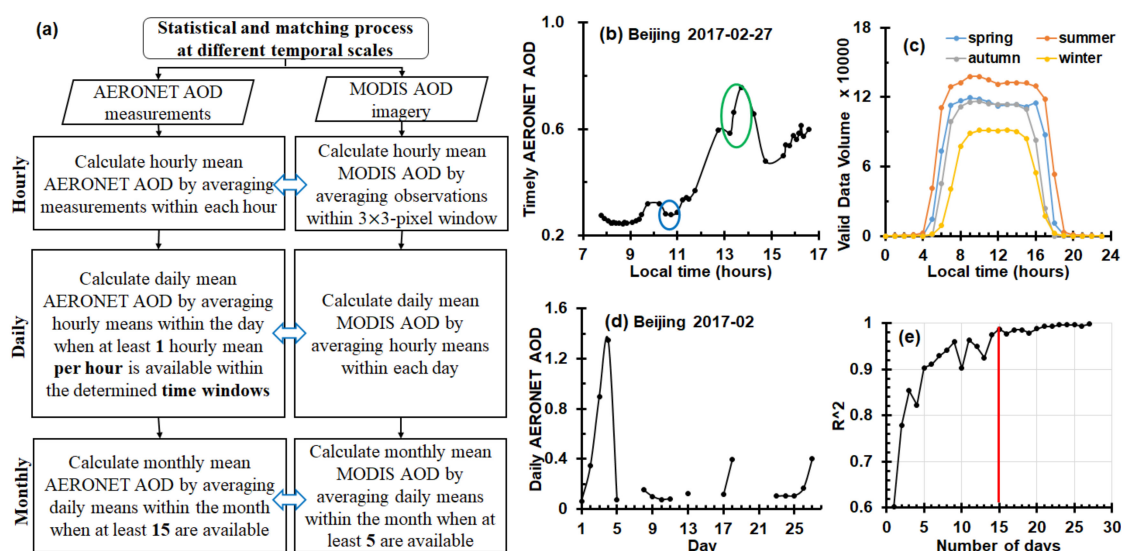 (a)
Statistical and matching process
at different temporal scales
AERONET AOD
measurements
MODIS AOD
imagery
Hourly
Calculate hourly mean
AERONET AOD by averaging
measurements within each hour
Calculate hourly mean
MODIS AOD by
averaging observations
within 3×3-pixel window
Daily
Calculate daily mean
AERONET AOD by averaging
hourly means within the day
when at least 1 hourly mean
per hour is available within
the determined time windows
Calculate daily mean
MODIS AOD by
averaging hourly means
within each day
Monthly
Calculate monthly mean
AERONET AOD by averaging
daily means within the month
when at least 15 are available
Calculate monthly mean
MODIS AOD by
averaging daily means
within the month when at
least 5 are available
(b) Beijing 2017-02-27
Timely AERONET AOD
1.0
0.6
0.2
7 9 11 13 15 17
Local time (hours)
(c)
spring summer
autumn winter
Valid Data Volume x 10000
18
12
6
0
0 4 8 12 16 20 24
Local time (hours)
(d) Beijing 2017-02
Daily AERONET AOD
1.6
1.2
0.8
0.4
0
1 5 9 13 17 21 25
Day
(e)
R^2
1
0.9
0.8
0.7
0.6
0 5 10 15 20 25 30
Number of days